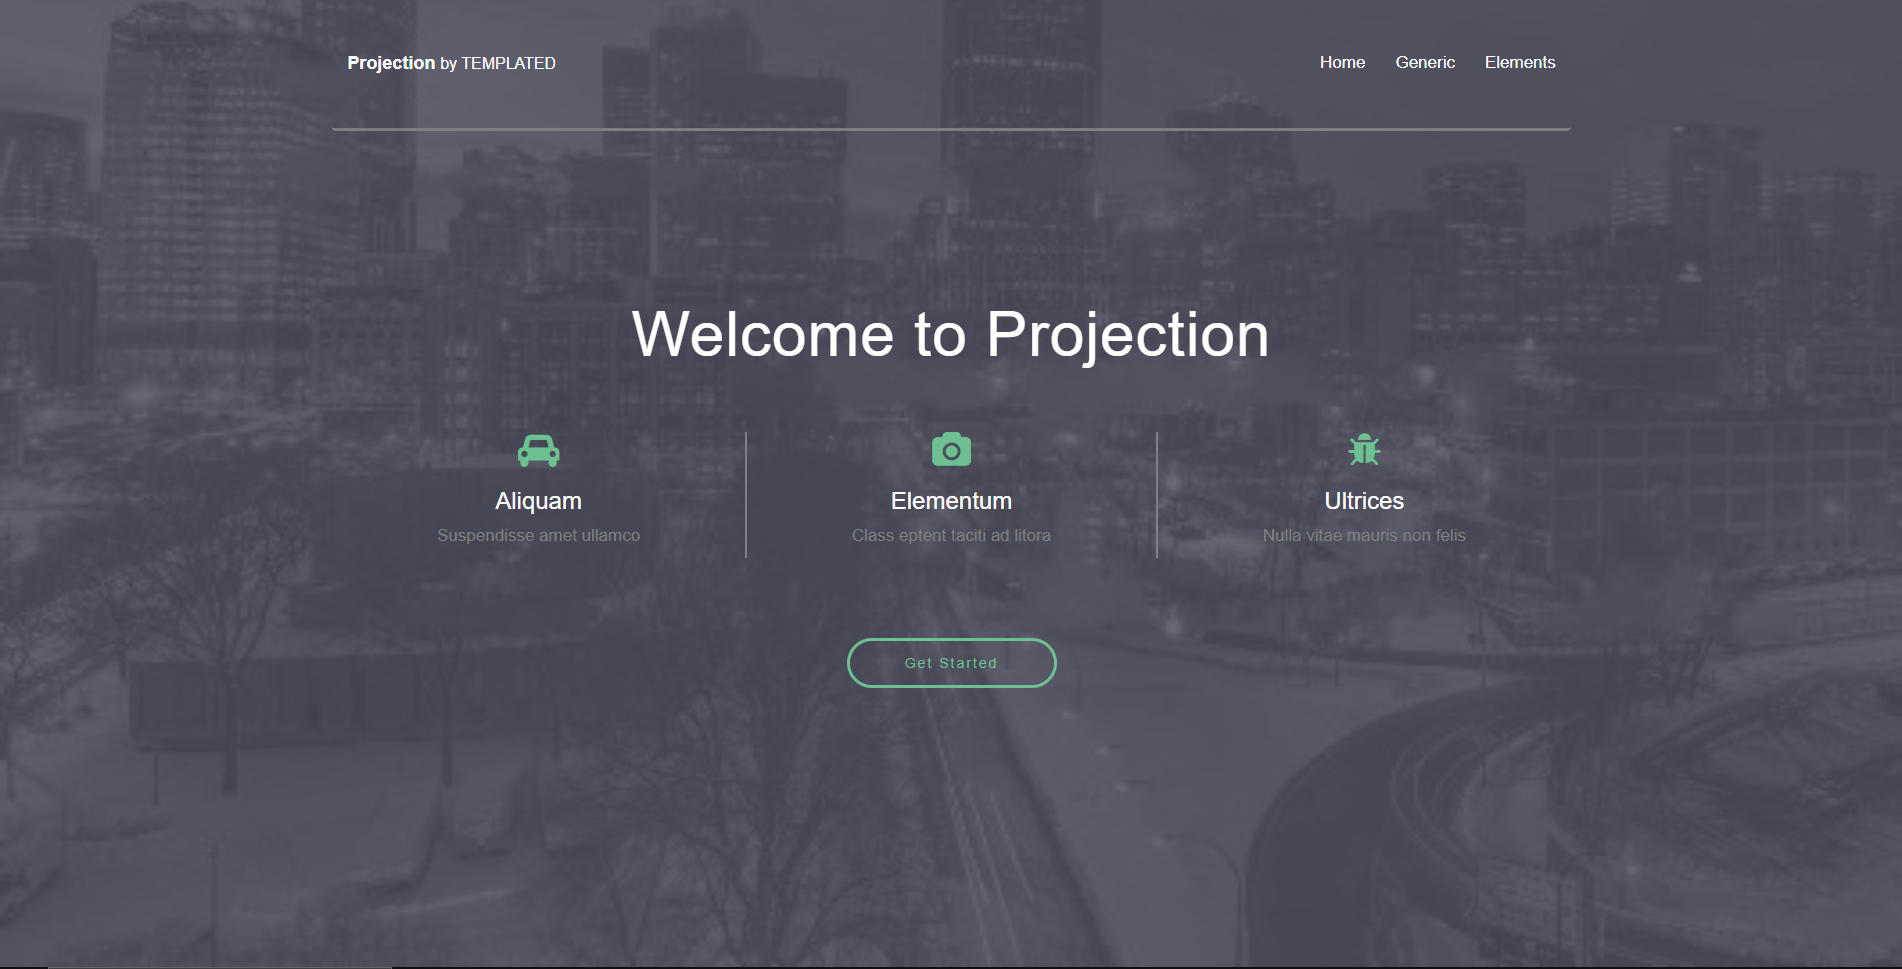 Projection by TEMPLATED
Home Generic Elements
Welcome to Projection
Aliquam
Suspendisse amet ullamco
Elementum
Class eptent taciti ad litora
Ultrices
Nulla vitae mauris non felis
Get Started